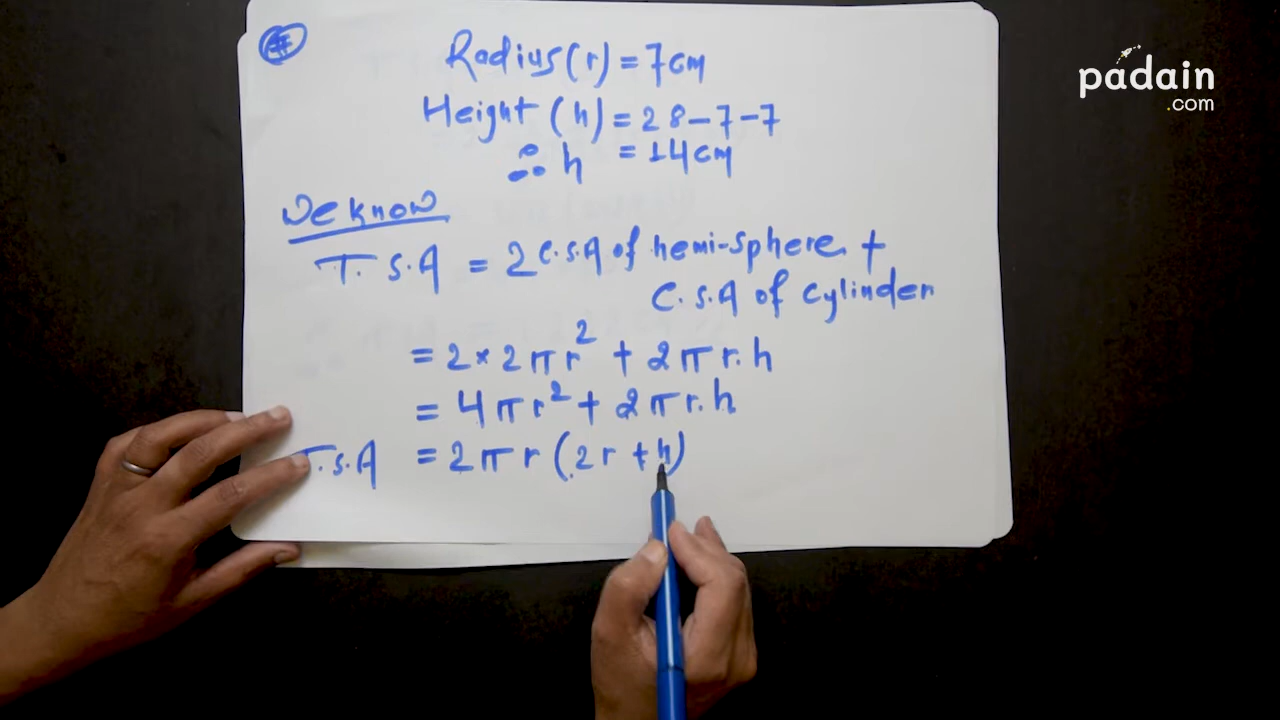 #
Radius(r) = 7cm
Height (h) = 28-7-7
∴ h = 14cm
We know
T. S.A = 2 C.S.A of hemi-sphere +
C.S.A of cylinder
= 2×2πr² + 2πr.h
= 4πr² + 2πr.h
T.S.A = 2πr(2r+h)
padain
.com